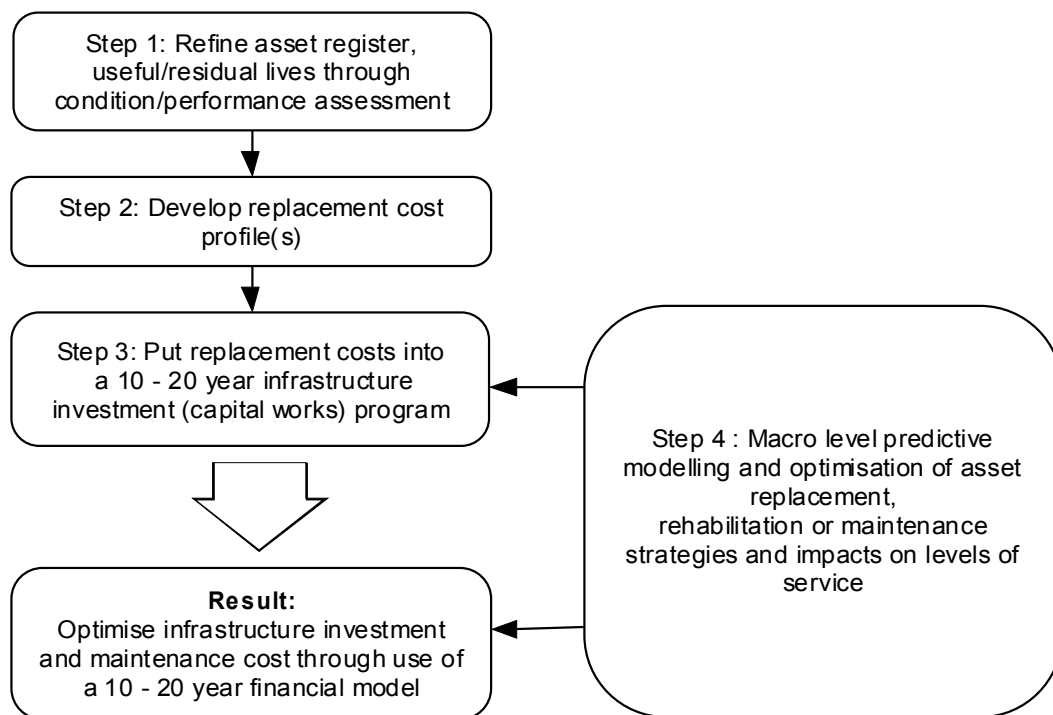 Step 1: Refine asset register,
useful/residual lives through
condition/performance assessment
Step 2: Develop replacement cost
profile(s)
Step 3: Put replacement costs into
a 10 - 20 year infrastructure
investment (capital works) program
Step 4 : Macro level predictive
modelling and optimisation of asset
replacement,
rehabilitation or maintenance
strategies and impacts on levels of
service
Result:
Optimise infrastructure investment
and maintenance cost through use of
a 10 - 20 year financial model